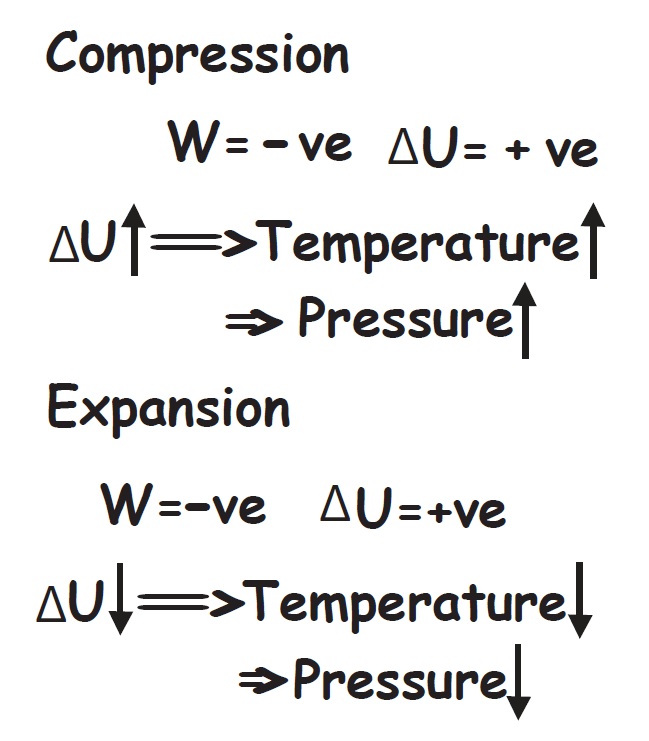 Compression
W = - ve ΔU = + ve
ΔU↑ ⟹ Temperature↑
⇒ Pressure↑
Expansion
W =-ve ΔU =+ve
ΔU↓ ⟹ Temperature↓
⇒ Pressure↓